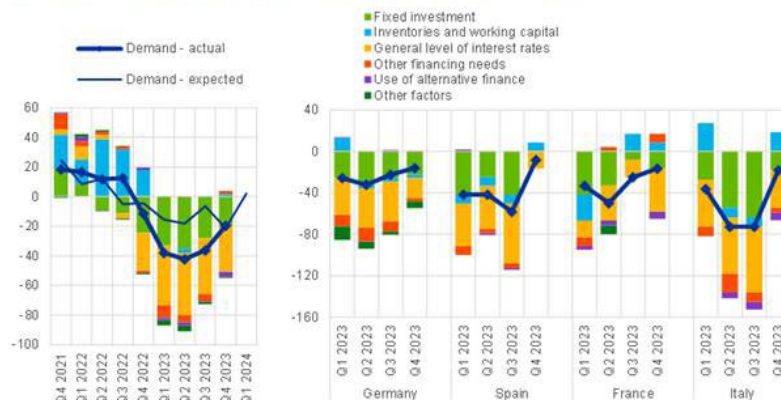 Fixed investment
Inventories and working capital
General level of interest rates
Other financing needs
Use of alternative finance
Other factors
Demand - actual
Demand - expected
60
40
20
0
-20
-40
-60
-80
-100
Q4 2021
Q1 2022
Q2 2022
Q3 2022
Q4 2022
Q1 2023
Q2 2023
Q3 2023
Q4 2023
Q1 2024
40
0
-40
-80
-120
-160
Q1 2023
Q2 2023
Q3 2023
Q4 2023
Q1 2023
Q2 2023
Q3 2023
Q4 2023
Q1 2023
Q2 2023
Q3 2023
Q4 2023
Q1 2023
Q2 2023
Q3 2023
Q4 2023
Germany
Spain
France
Italy